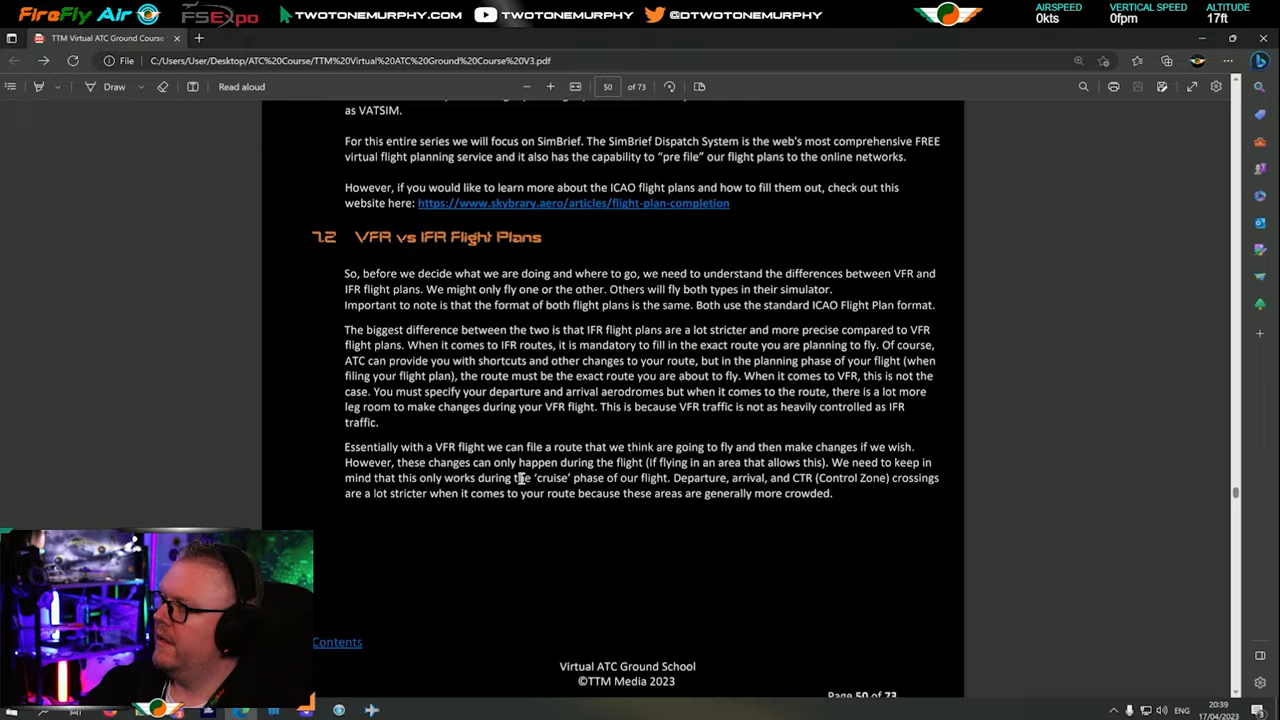 FireFly Air FSExpo TWOTONEMURPHY.COM TWOTONEMURPHY @DTWOTONEMURPHY AIRSPEED 0kts VERTICAL SPEED 0fpm ALTITUDE 17ft
TTM Virtual ATC Ground Course
File C:/Users/User/Desktop/ATC%20Course/TTM%20Virtual%20ATC%20Ground%20Course%20V3.pdf
Draw Read aloud 50 of 73
as VATSIM.
For this entire series we will focus on SimBrief. The SimBrief Dispatch System is the web's most comprehensive FREE
virtual flight planning service and it also has the capability to “pre file” our flight plans to the online networks.
However, if you would like to learn more about the ICAO flight plans and how to fill them out, check out this
website here: https://www.skybrary.aero/articles/flight-plan-completion
7.2 VFR vs IFR Flight Plans
So, before we decide what we are doing and where to go, we need to understand the differences between VFR and
IFR flight plans. We might only fly one or the other. Others will fly both types in their simulator.
Important to note is that the format of both flight plans is the same. Both use the standard ICAO Flight Plan format.
The biggest difference between the two is that IFR flight plans are a lot stricter and more precise compared to VFR
flight plans. When it comes to IFR routes, it is mandatory to fill in the exact route you are planning to fly. Of course,
ATC can provide you with shortcuts and other changes to your route, but in the planning phase of your flight (when
filing your flight plan), the route must be the exact route you are about to fly. When it comes to VFR, this is not the
case. You must specify your departure and arrival aerodromes but when it comes to the route, there is a lot more
leg room to make changes during your VFR flight. This is because VFR traffic is not as heavily controlled as IFR
traffic.
Essentially with a VFR flight we can file a route that we think are going to fly and then make changes if we wish.
However, these changes can only happen during the flight (If flying in an area that allows this). We need to keep in
mind that this only works during the ‘cruise’ phase of our flight. Departure, arrival, and CTR (Control Zone) crossings
are a lot stricter when it comes to your route because these areas are generally more crowded.
Contents
Virtual ATC Ground School
©TTM Media 2023
Page 50 of 73
ENG 20:39
17/04/2023